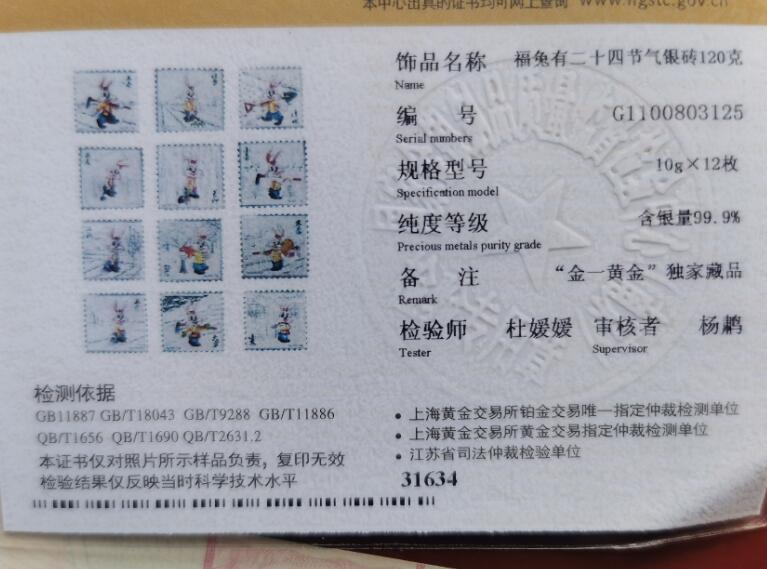 本中心出具的证书均可网上查询 www.ngstc.gov.cn
饰品名称 福兔有二十四节气银砖120克
Name
编 号 G1100803125
Serial numbers
规格型号 10g×12枚
Specification model
纯度等级 含银量99.9%
Precious metals purity grade
备 注 “金一黄金”独家藏品
Remark
检验师 杜嫒嫒 审核者 杨鹣
Tester Supervisor
检测依据
GB11887 GB/T18043 GB/T9288 GB/T11886
QB/T1656 QB/T1690 QB/T2631.2
本证书仅对照片所示样品负责，复印无效
检验结果仅反映当时科学技术水平
• 上海黄金交易所铂金交易唯一指定仲裁检测单位
• 上海黄金交易所黄金交易指定仲裁检测单位
• 江苏省司法仲裁检验单位
31634